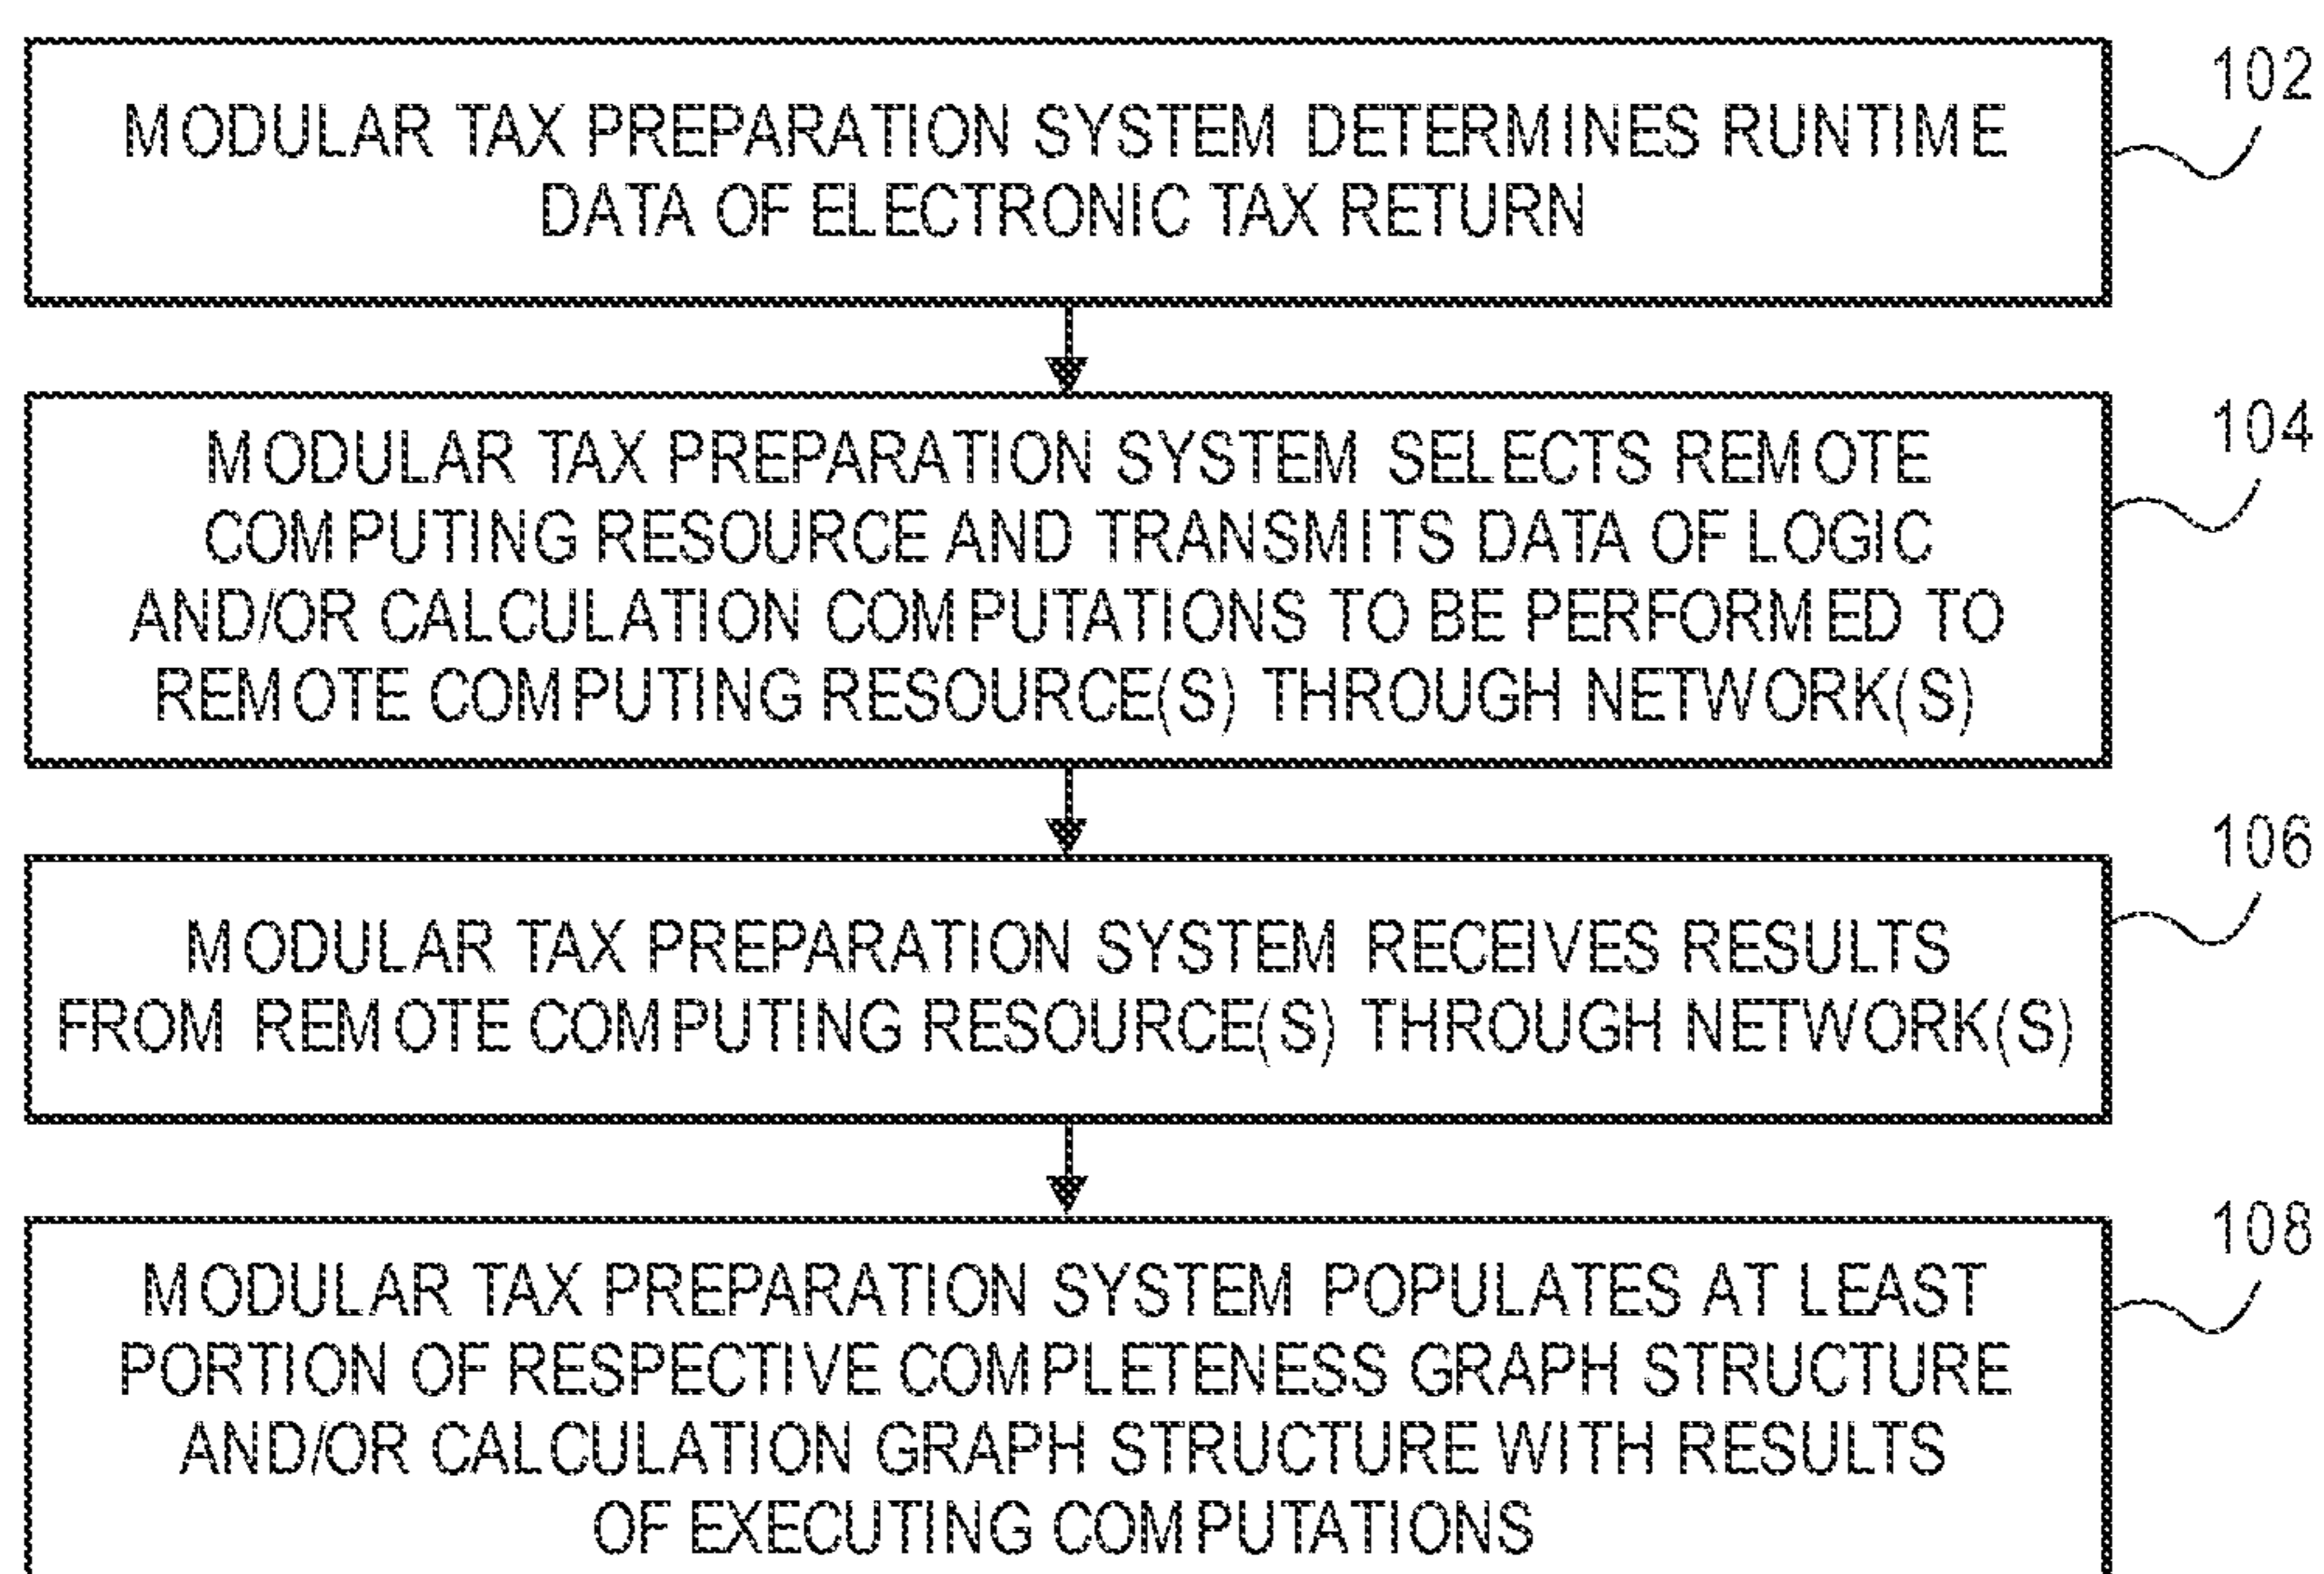 102
MODULAR TAX PREPARATION SYSTEM DETERMINES RUNTIME
DATA OF ELECTRONIC TAX RETURN
104
MODULAR TAX PREPARATION SYSTEM SELECTS REMOTE
COMPUTING RESOURCE AND TRANSMITS DATA OF LOGIC
AND/OR CALCULATION COMPUTATIONS TO BE PERFORMED TO
REMOTE COMPUTING RESOURCE(S) THROUGH NETWORK(S)
106
MODULAR TAX PREPARATION SYSTEM RECEIVES RESULTS
FROM REMOTE COMPUTING RESOURCE(S) THROUGH NETWORK(S)
108
MODULAR TAX PREPARATION SYSTEM POPULATES AT LEAST
PORTION OF RESPECTIVE COMPLETENESS GRAPH STRUCTURE
AND/OR CALCULATION GRAPH STRUCTURE WITH RESULTS
OF EXECUTING COMPUTATIONS